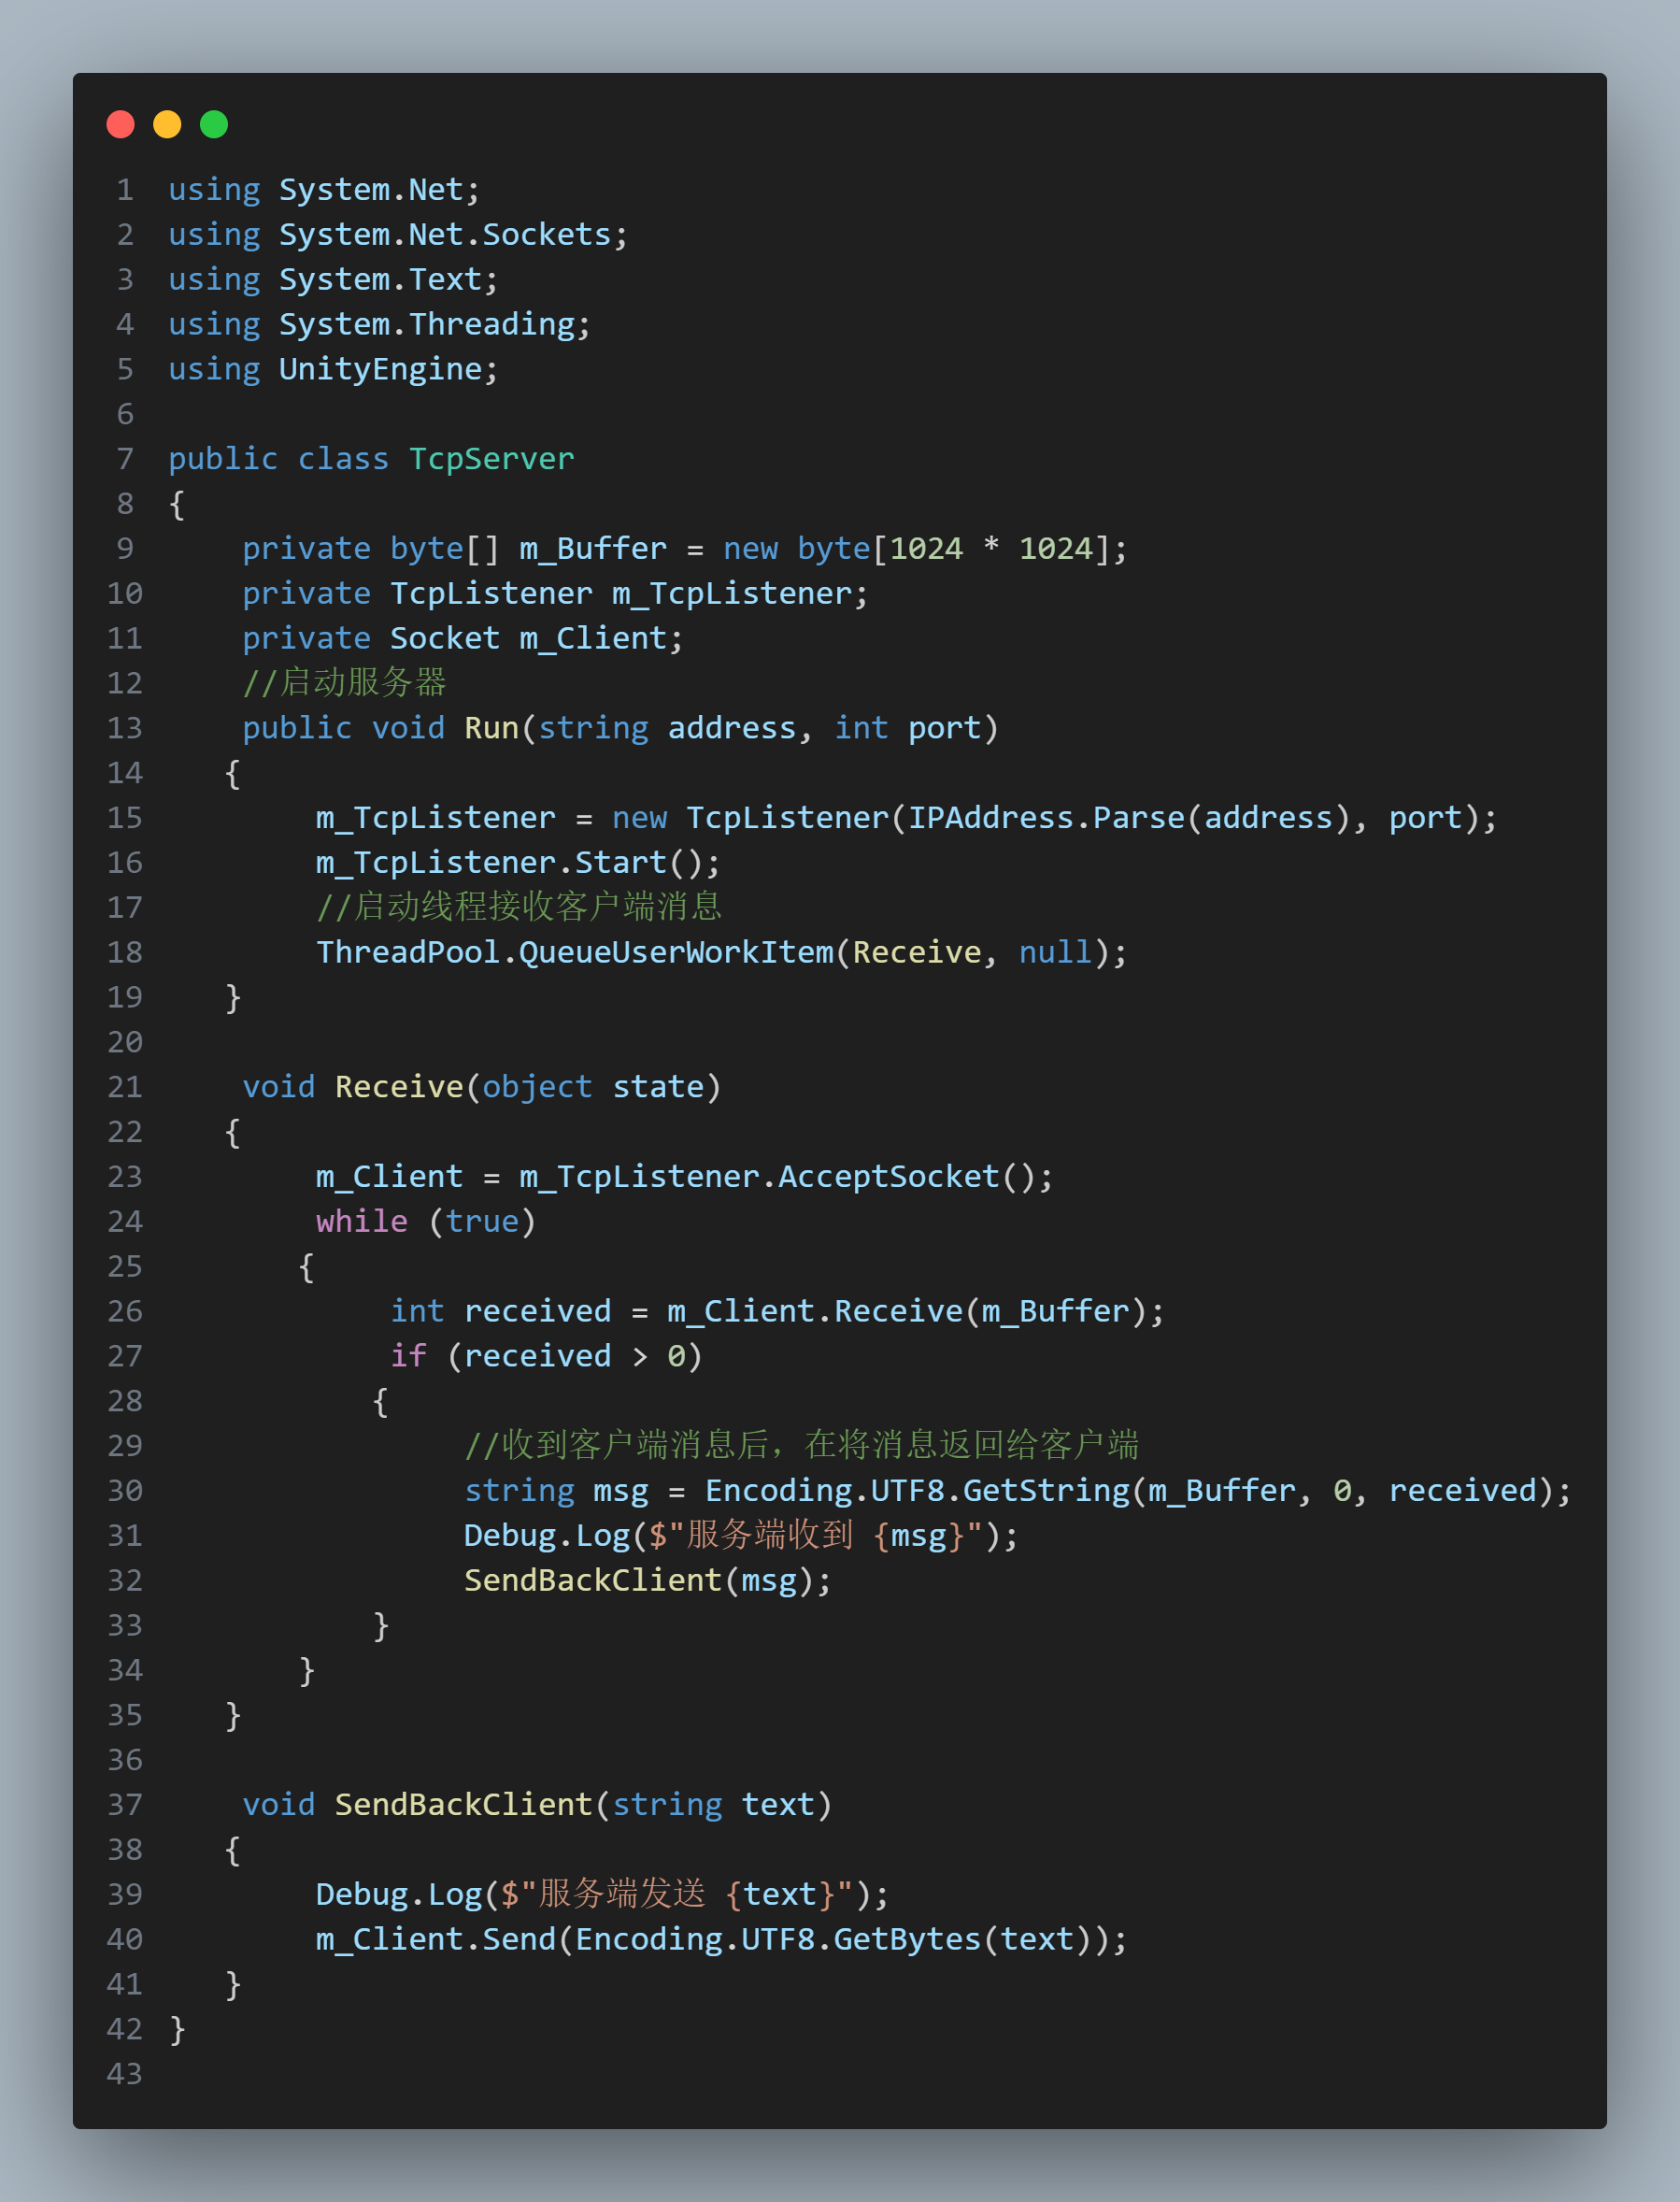 1 using System.Net;
2 using System.Net.Sockets;
3 using System.Text;
4 using System.Threading;
5 using UnityEngine;
6
7 public class TcpServer
8 {
9     private byte[] m_Buffer = new byte[1024 * 1024];
10     private TcpListener m_TcpListener;
11     private Socket m_Client;
12     //启动服务器
13     public void Run(string address, int port)
14    {
15         m_TcpListener = new TcpListener(IPAddress.Parse(address), port);
16         m_TcpListener.Start();
17         //启动线程接收客户端消息
18         ThreadPool.QueueUserWorkItem(Receive, null);
19    }
20
21     void Receive(object state)
22    {
23         m_Client = m_TcpListener.AcceptSocket();
24         while (true)
25        {
26             int received = m_Client.Receive(m_Buffer);
27             if (received > 0)
28            {
29                 //收到客户端消息后，在将消息返回给客户端
30                 string msg = Encoding.UTF8.GetString(m_Buffer, 0, received);
31                 Debug.Log($"服务端收到 {msg}");
32                 SendBackClient(msg);
33            }
34        }
35    }
36
37     void SendBackClient(string text)
38    {
39         Debug.Log($"服务端发送 {text}");
40         m_Client.Send(Encoding.UTF8.GetBytes(text));
41    }
42 }
43